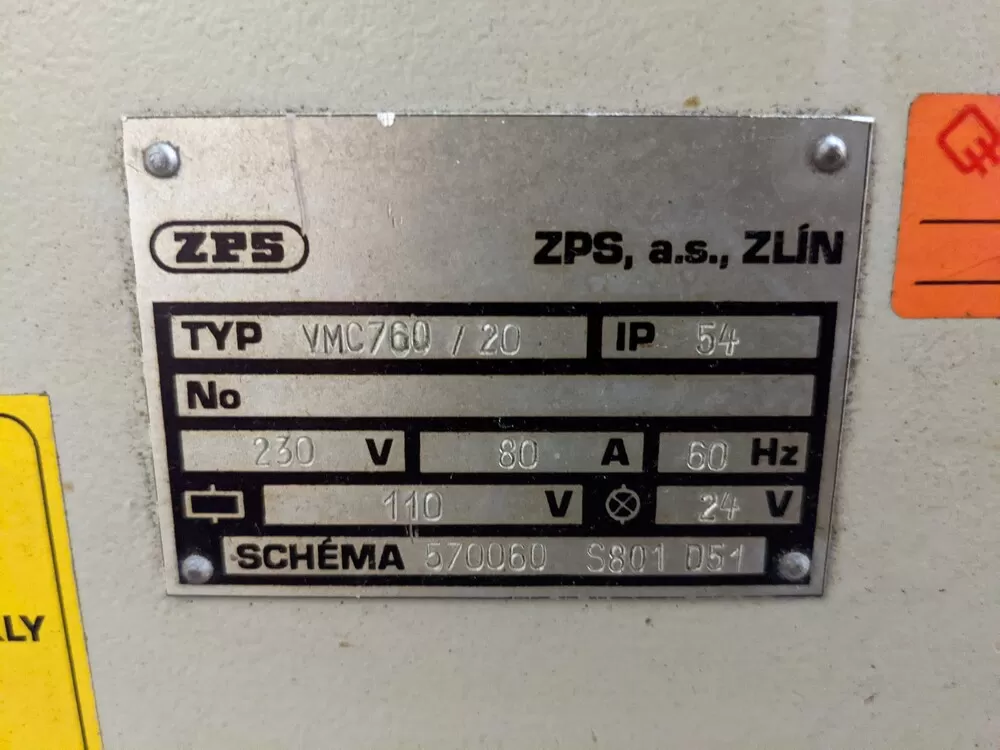 ZPS
ZPS, a.s., ZLÍN
TYP VMC760 / 20 IP 54
No
230 V 80 A 60 Hz
110 V 24 V
SCHÉMA 570060 S801 D51
LY